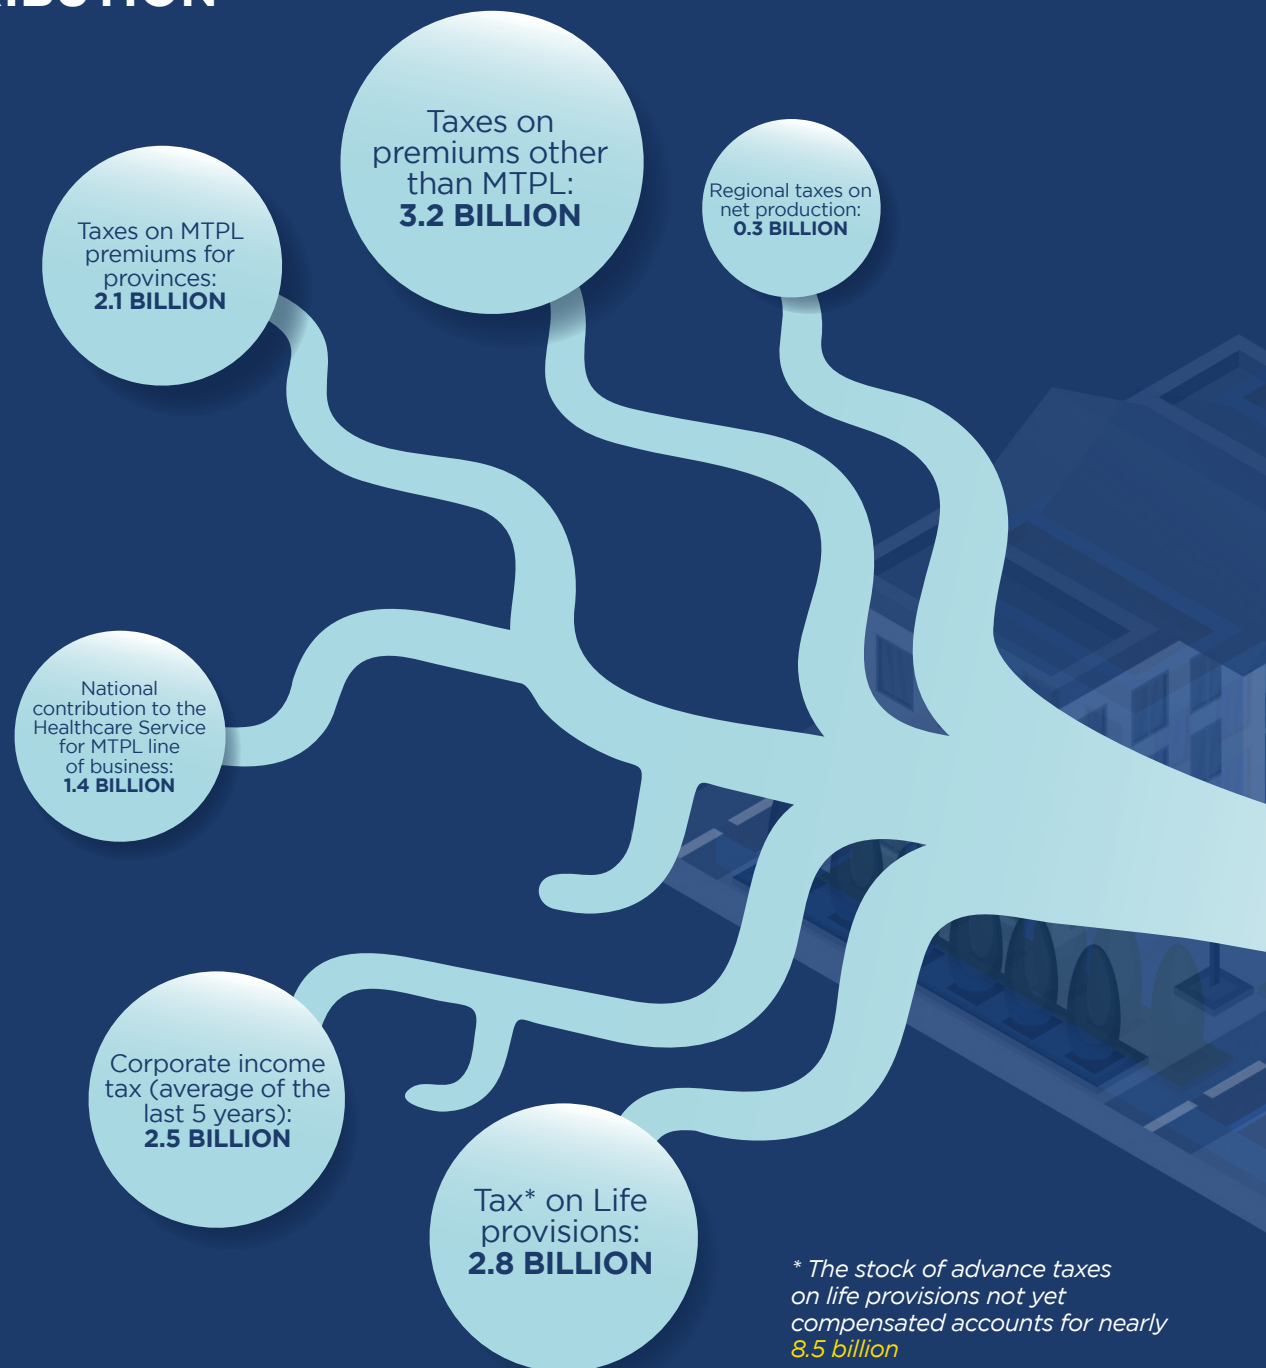 Taxes on
premiums other
than MTPL:
3.2 BILLION
Regional taxes on
net production:
0.3 BILLION
Taxes on MTPL
premiums for
provinces:
2.1 BILLION
National
contribution to the
Healthcare Service
for MTPL line
of business:
1.4 BILLION
Corporate income
tax (average of the
last 5 years):
2.5 BILLION
Tax* on Life
provisions:
2.8 BILLION
* The stock of advance taxes
on life provisions not yet
compensated accounts for nearly
8.5 billion